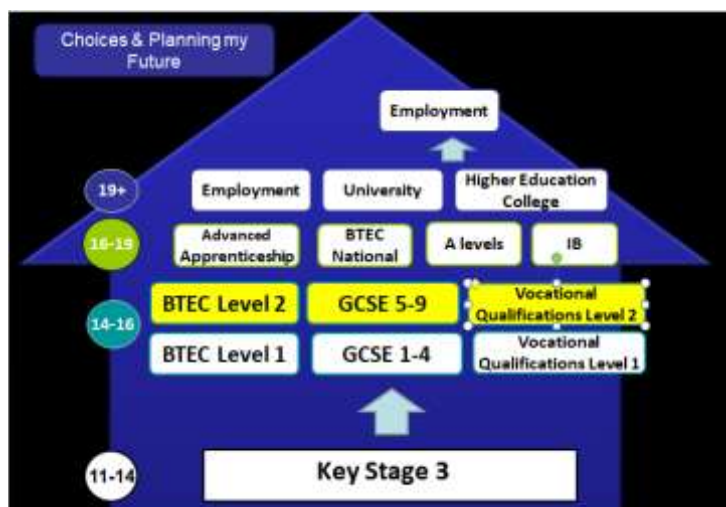 Choices & Planning my
Future
Employment
19+
Employment
University
Higher Education
College
16-19
Advanced
Apprenticeship
BTEC
National
A levels
IB
14-16
BTEC Level 2
GCSE 5-9
Vocational
Qualifications Level 2
BTEC Level 1
GCSE 1-4
Vocational
Qualifications Level 1
11-14
Key Stage 3